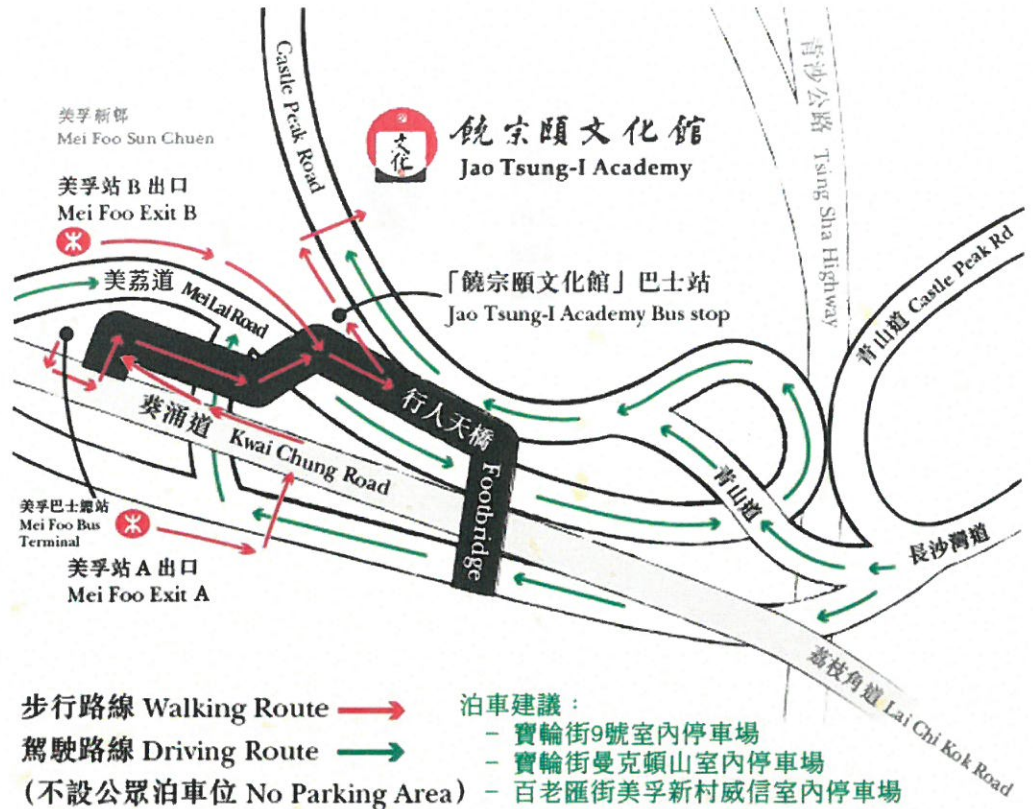 Castle Peak Road
青沙公路 Tsing Sha Highway
美孚新邨
Mei Foo Sun Chuen
文化
饒宗頤文化館
Jao Tsung-I Academy
美孚站 B 出口
Mei Foo Exit B
美荔道 Mei Lai Road
「饒宗頤文化館」巴士站
Jao Tsung-I Academy Bus stop
青山道 Castle Peak Rd
行人天橋 Footbridge
葵涌道 Kwai Chung Road
青山道
長沙灣道
美孚巴士總站
Mei Foo Bus
Terminal
美孚站 A 出口
Mei Foo Exit A
荔枝角道 Lai Chi Kok Road
步行路線 Walking Route
駕駛路線 Driving Route
(不設公眾泊車位 No Parking Area)
泊車建議：
- 寶輪街9號室內停車場
- 寶輪街曼克頓山室內停車場
- 百老匯街美孚新村威信室內停車場